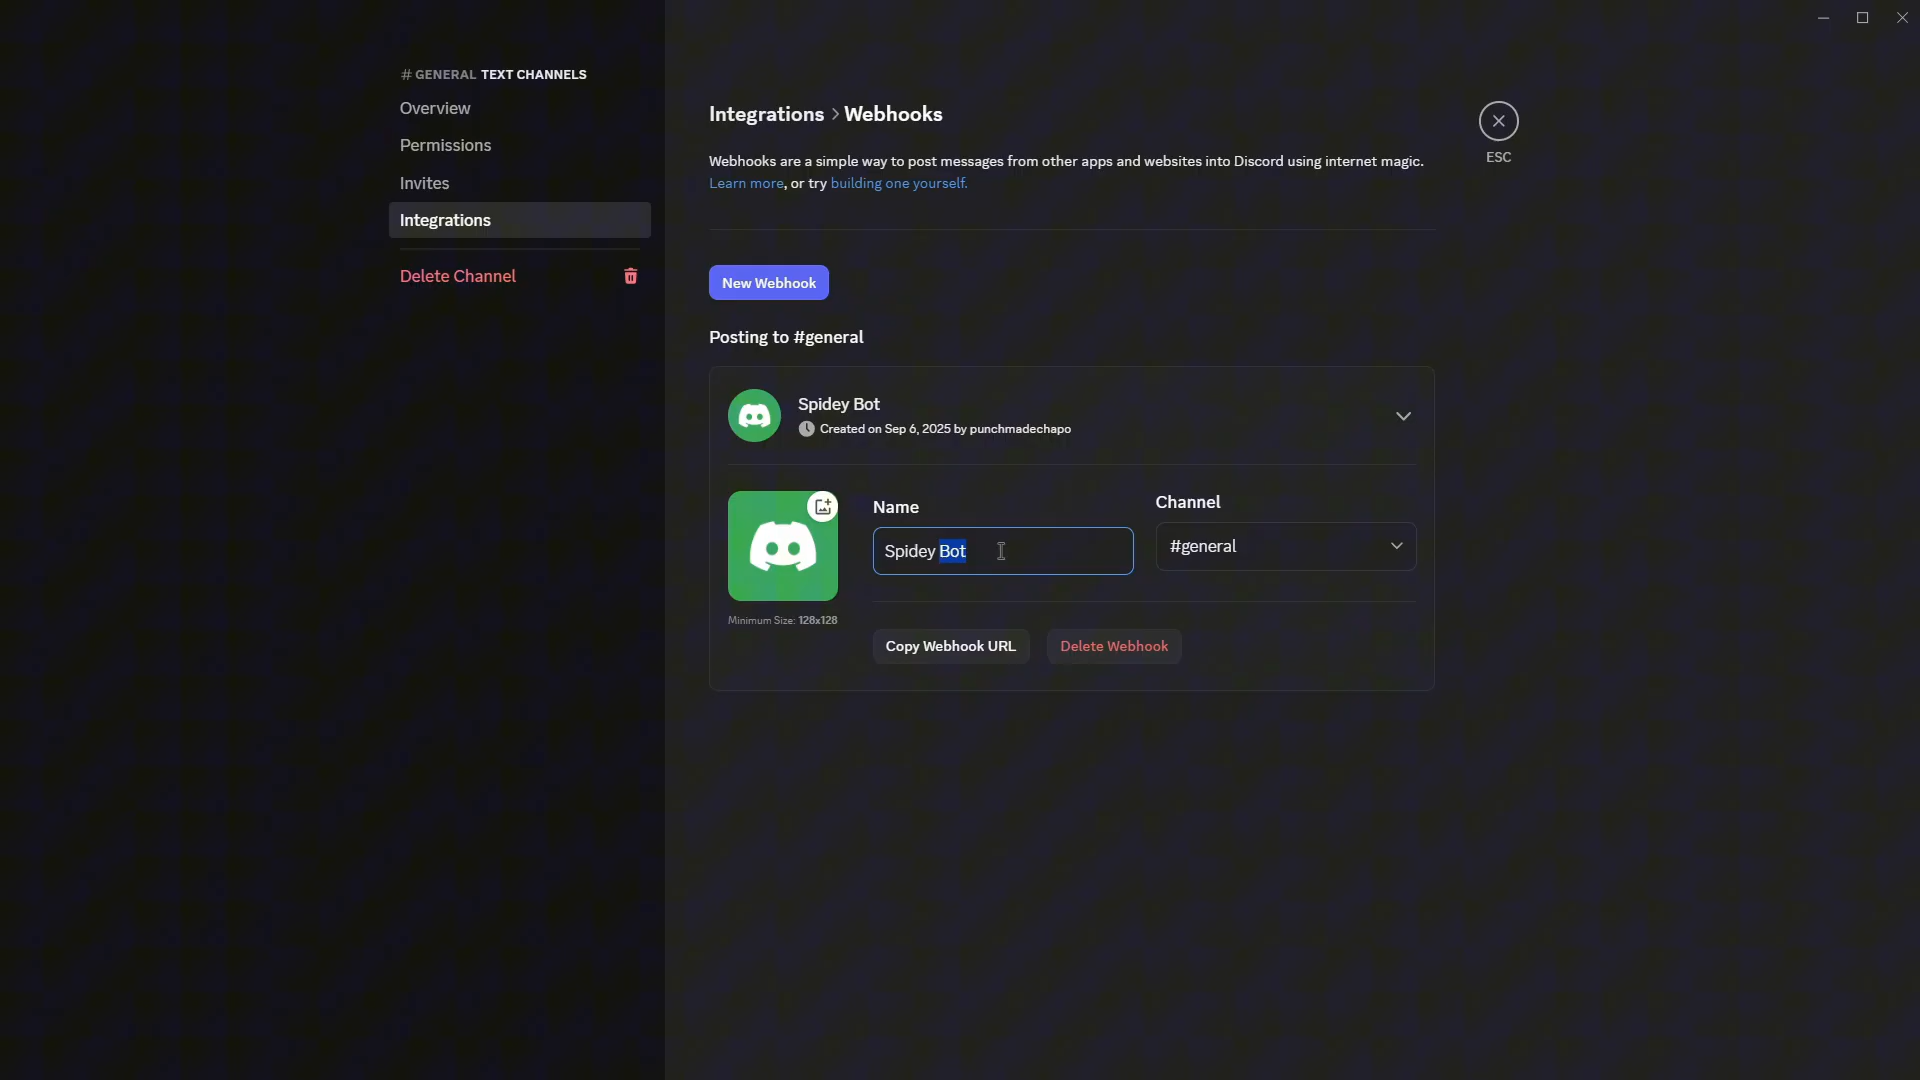 # GENERAL TEXT CHANNELS
Overview
Permissions
Invites
Integrations
Delete Channel
Integrations > Webhooks
Webhooks are a simple way to post messages from other apps and websites into Discord using internet magic.
Learn more, or try building one yourself.
ESC
New Webhook
Posting to #general
Spidey Bot
Created on Sep 6, 2025 by punchmadechapo
Name
Spidey Bot
Channel
#general
Minimum Size: 128x128
Copy Webhook URL
Delete Webhook